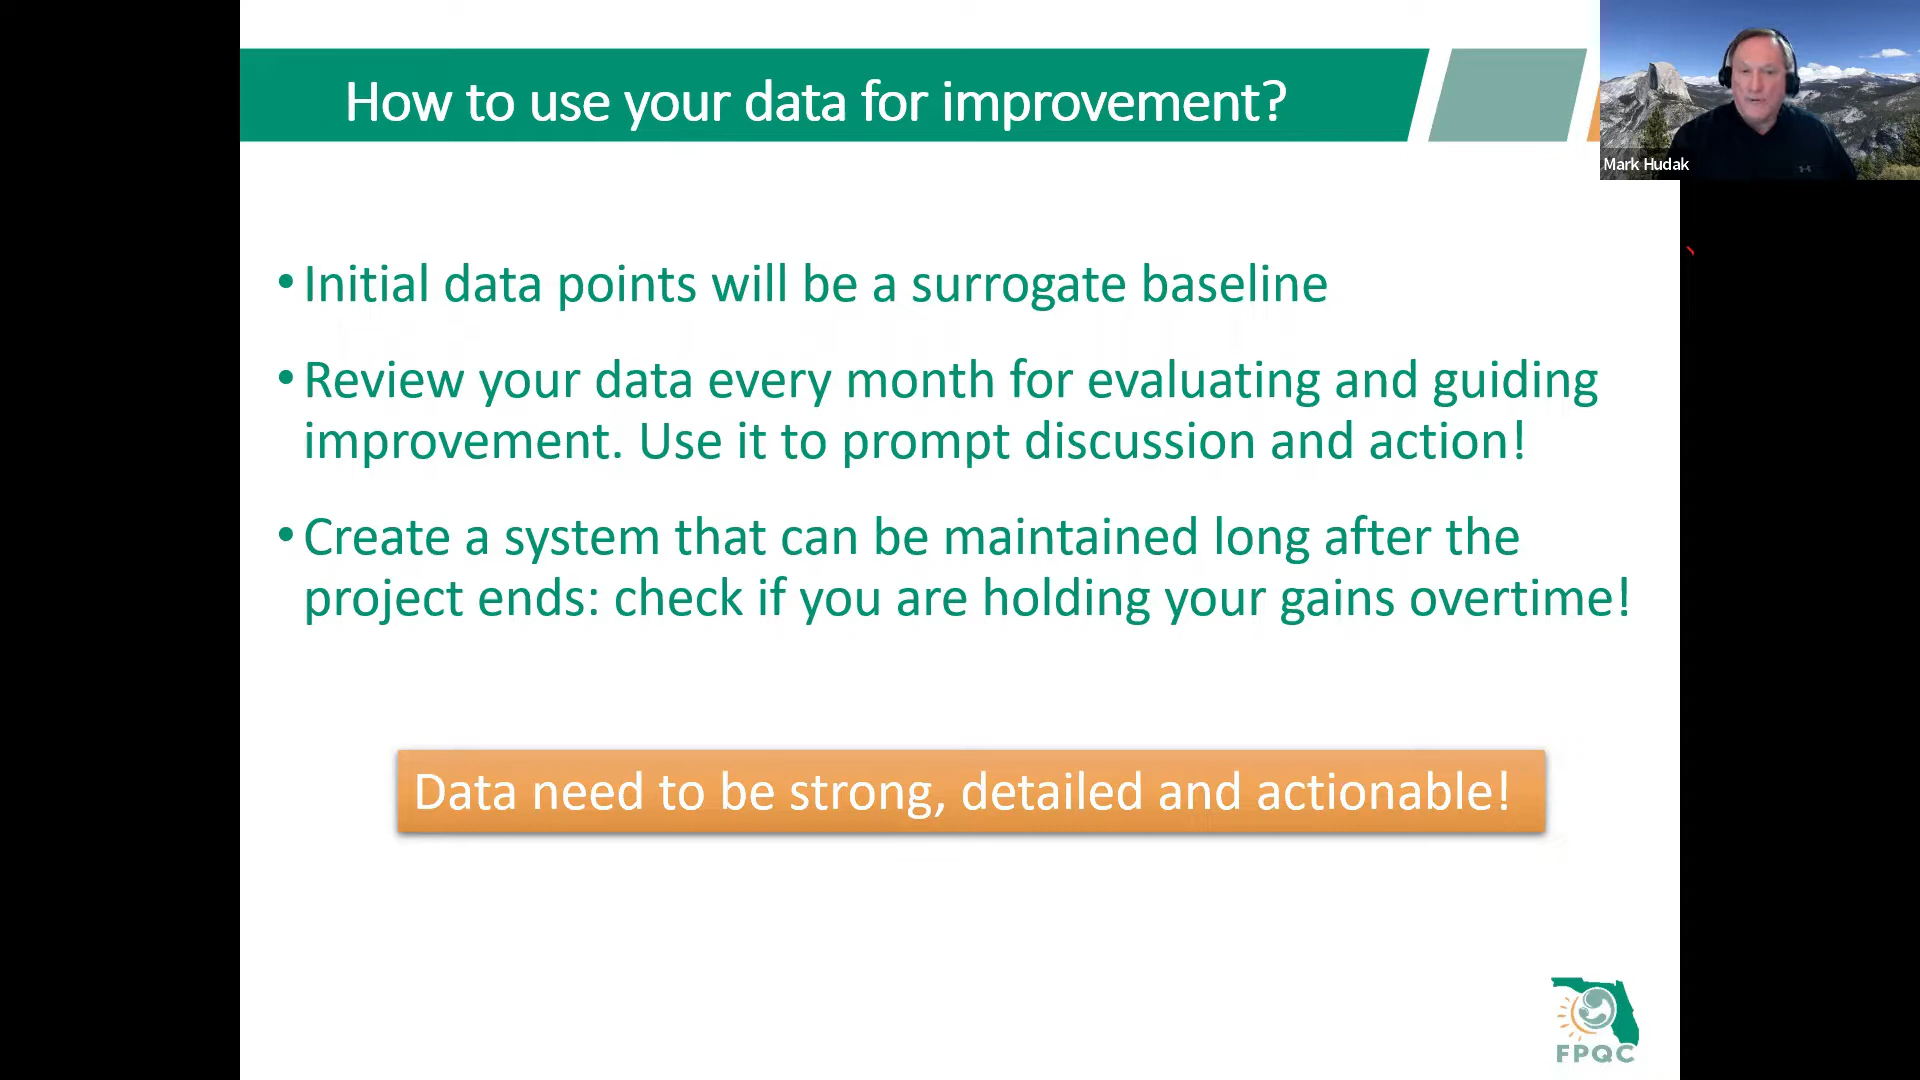 How to use your data for improvement?
Mark Hudak
•Initial data points will be a surrogate baseline
•Review your data every month for evaluating and guiding
improvement. Use it to prompt discussion and action!
•Create a system that can be maintained long after the
project ends: check if you are holding your gains overtime!
Data need to be strong, detailed and actionable!
FPQC